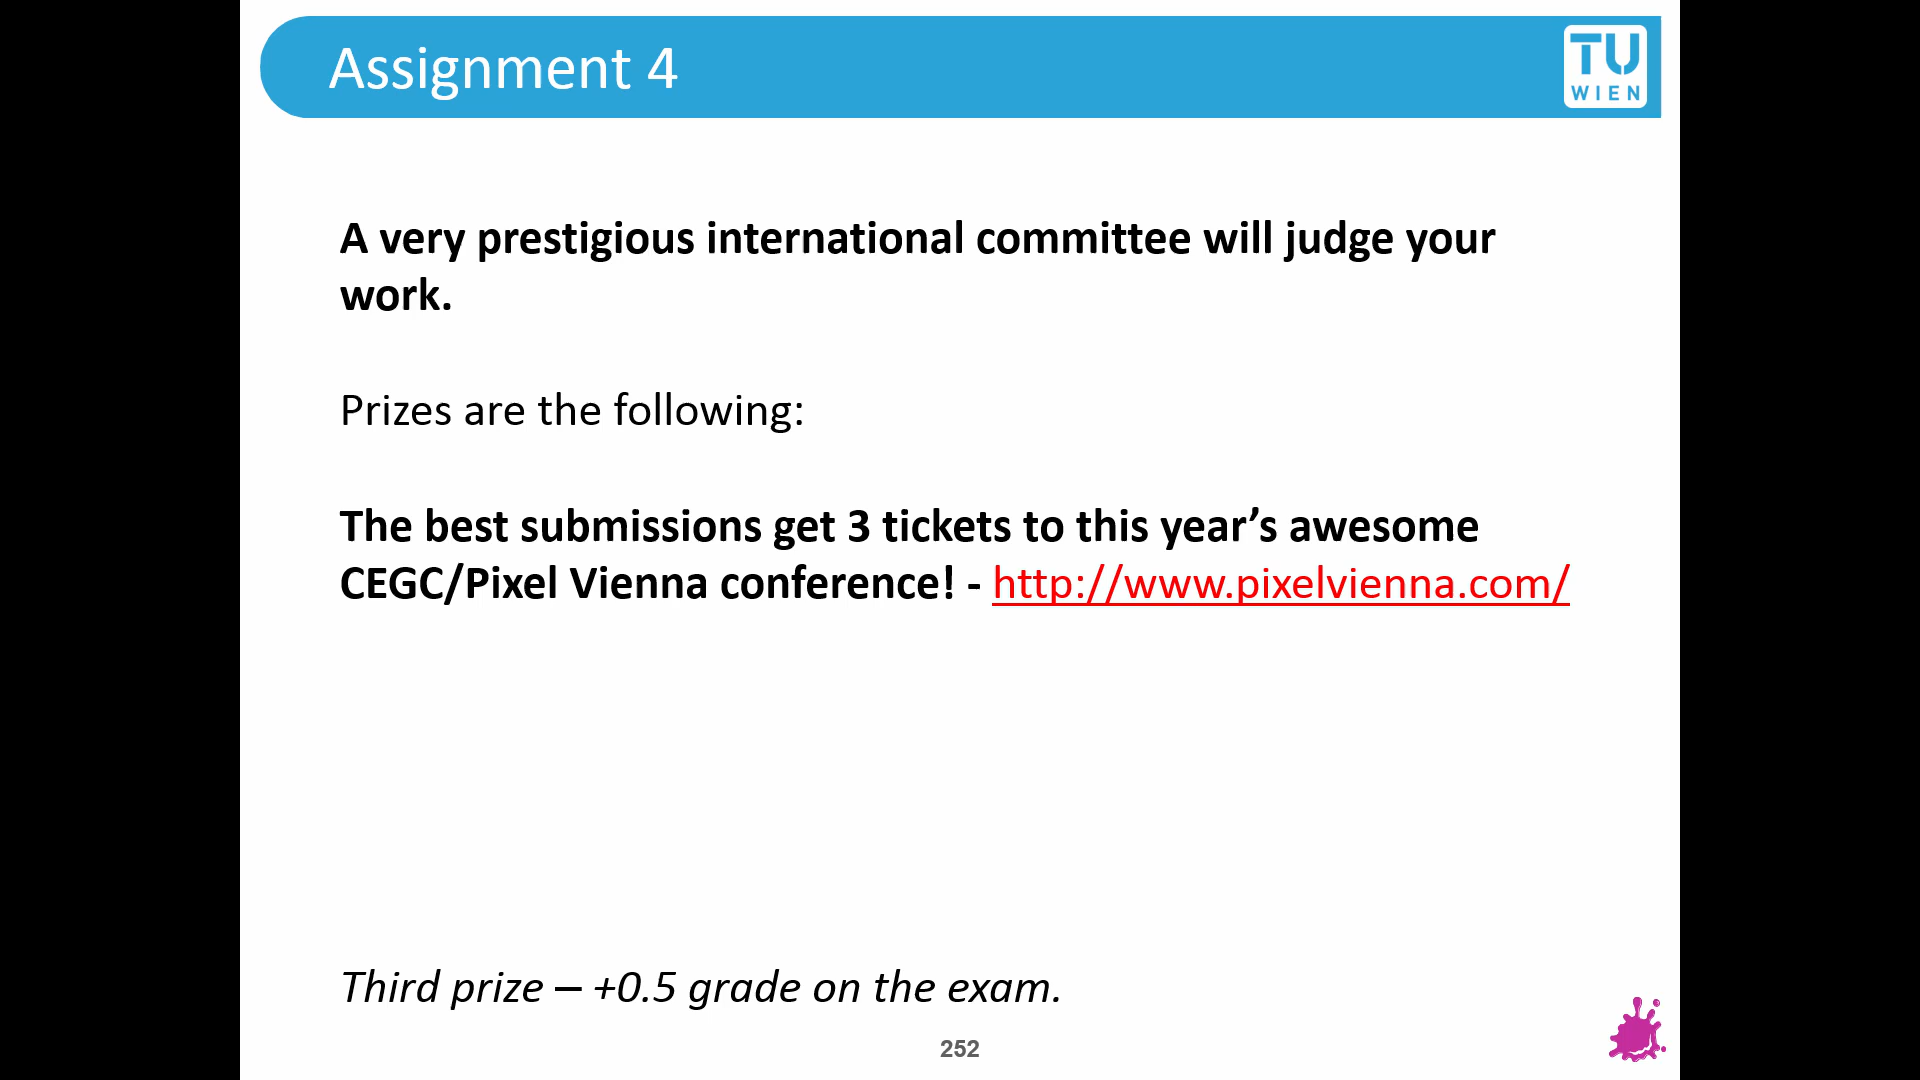 Assignment 4
TU
WIEN
A very prestigious international committee will judge your
work.
Prizes are the following:
The best submissions get 3 tickets to this year’s awesome
CEGC/Pixel Vienna conference! - http://www.pixelvienna.com/
Third prize – +0.5 grade on the exam.
252